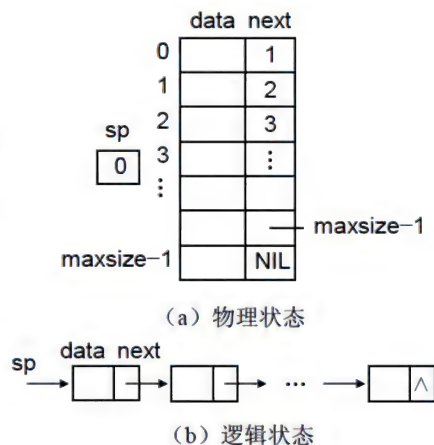 data next
0 1
1 2
sp 2 3
0 3 ⋮
⋮
maxsize−1
maxsize−1 NIL
（a）物理状态
sp data next
… ∧
（b）逻辑状态